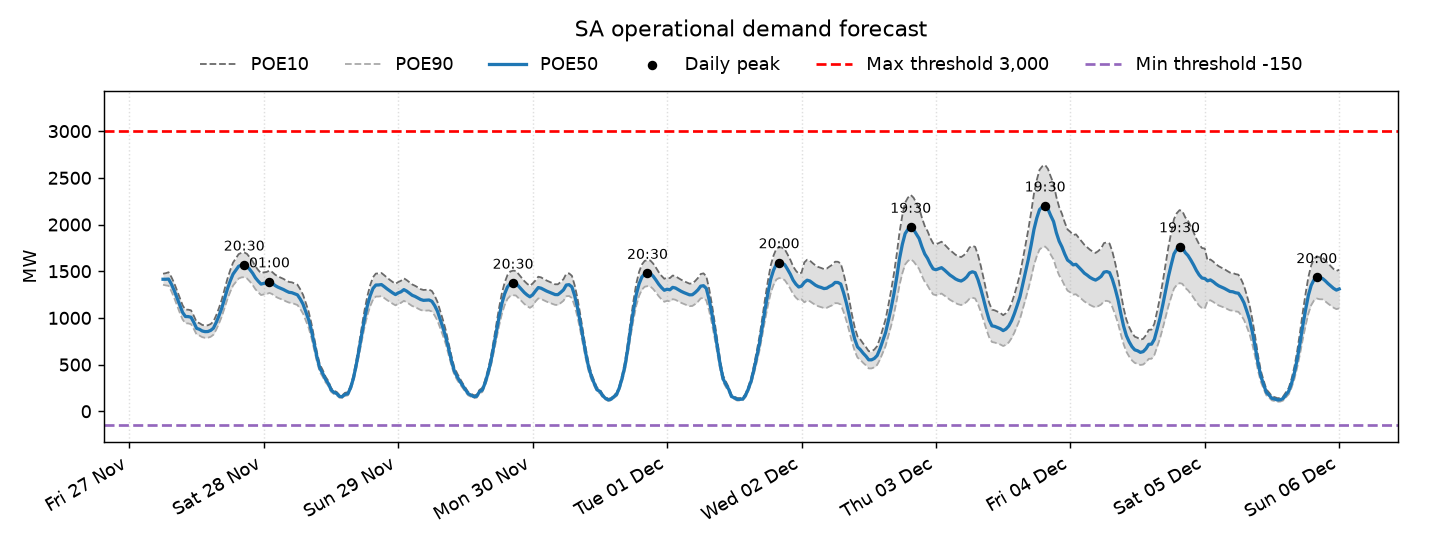 SA operational demand forecast
POE10 POE90 POE50 Daily peak Max threshold 3,000 Min threshold -150
MW
3000
2500
2000
1500
1000
500
0
20:30
01:00
20:30
20:30
20:00
19:30
19:30
19:30
20:00
Fri 27 Nov
Sat 28 Nov
Sun 29 Nov
Mon 30 Nov
Tue 01 Dec
Wed 02 Dec
Thu 03 Dec
Fri 04 Dec
Sat 05 Dec
Sun 06 Dec